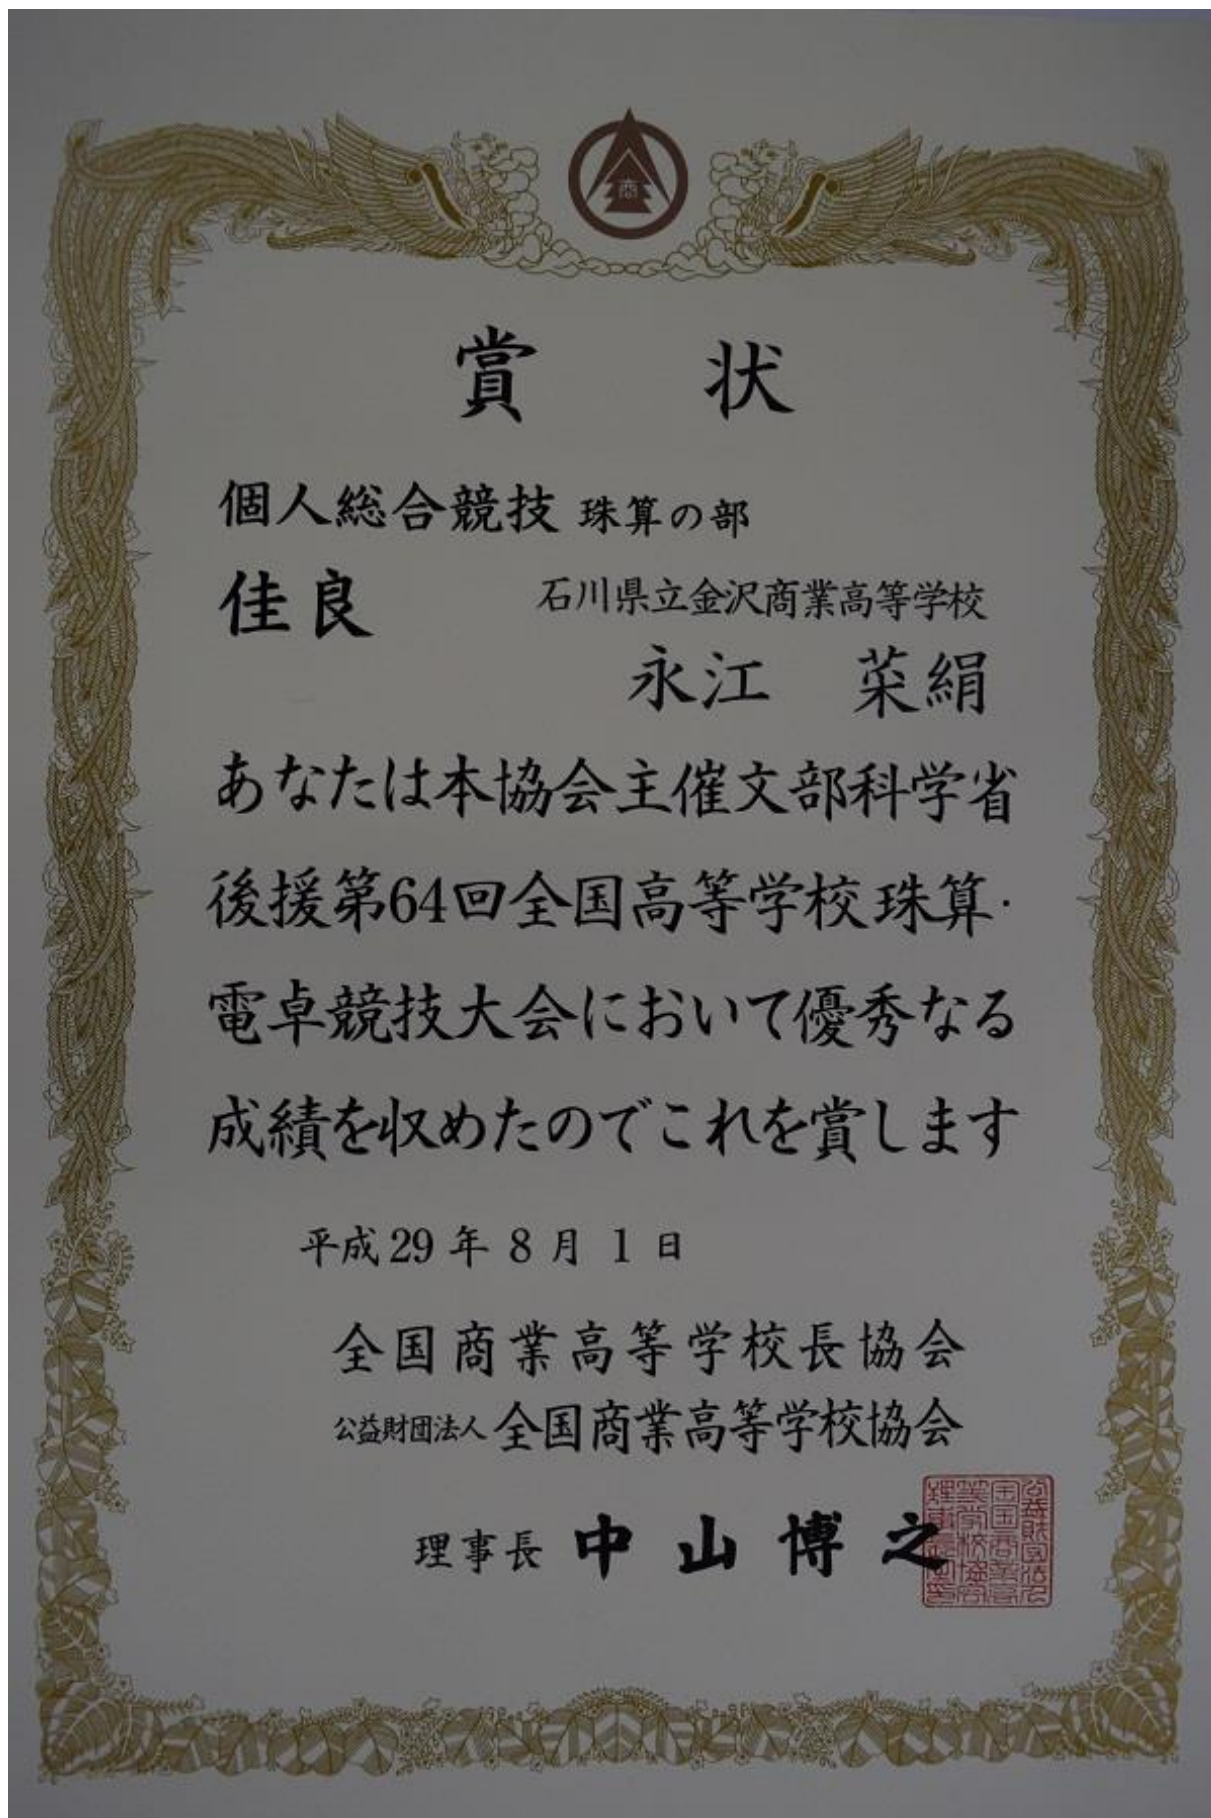 商
賞 状
個人総合競技 珠算の部
佳良 石川県立金沢商業高等学校
永江 菜絹
あなたは本協会主催文部科学省
後援第64回全国高等学校珠算・
電卓競技大会において優秀なる
成績を収めたのでこれを賞します
平成29年8月1日
全国商業高等学校長協会
公益財団法人 全国商業高等学校協会
理事長 中山博之